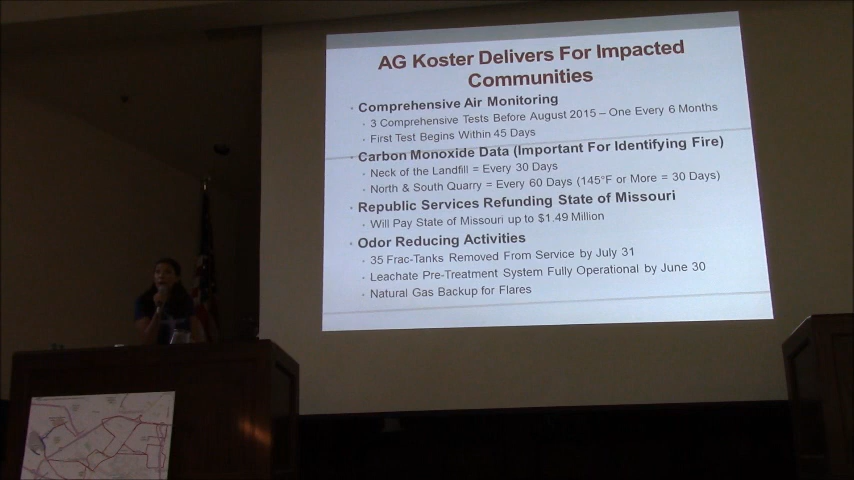 AG Koster Delivers For Impacted
Communities
• Comprehensive Air Monitoring
• 3 Comprehensive Tests Before August 2015 – One Every 6 Months
• First Test Begins Within 45 Days
• Carbon Monoxide Data (Important For Identifying Fire)
• Neck of the Landfill = Every 30 Days
• North & South Quarry = Every 60 Days (145°F or More = 30 Days)
• Republic Services Refunding State of Missouri
• Will Pay State of Missouri up to $1.49 Million
• Odor Reducing Activities
• 35 Frac-Tanks Removed From Service by July 31
• Leachate Pre-Treatment System Fully Operational by June 30
• Natural Gas Backup for Flares